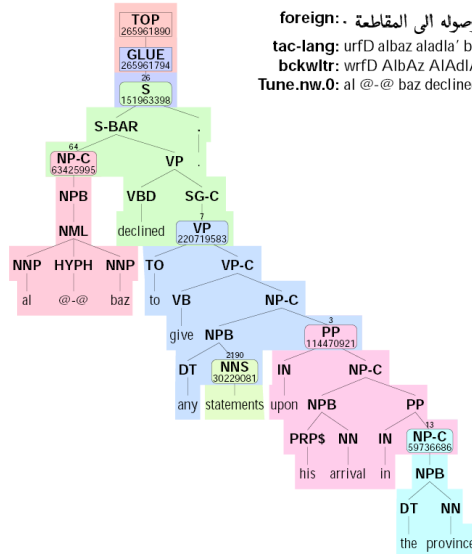 TOP
265961890
foreign: وصوله الى المقاطعة .
tac-lang: urfD albaz aladla' b
GLUE
265961794
bckwltr: wrfD AlbAz AlAdlA
26
Tune.nw.0: al @-@ baz declined
S
151963398
S-BAR .
64
NP-C VP .
63425995
NPB VBD SG-C
7
NML declined VP
220719583
NNP HYPH NNP TO VP-C
al @-@ baz to VB NP-C
3
give NPB PP
114470921
2190
DT NNS IN NP-C
30229081
any statements upon NPB PP
13
PRP$ NN IN NP-C
59736686
his arrival in NPB
DT NN
the province